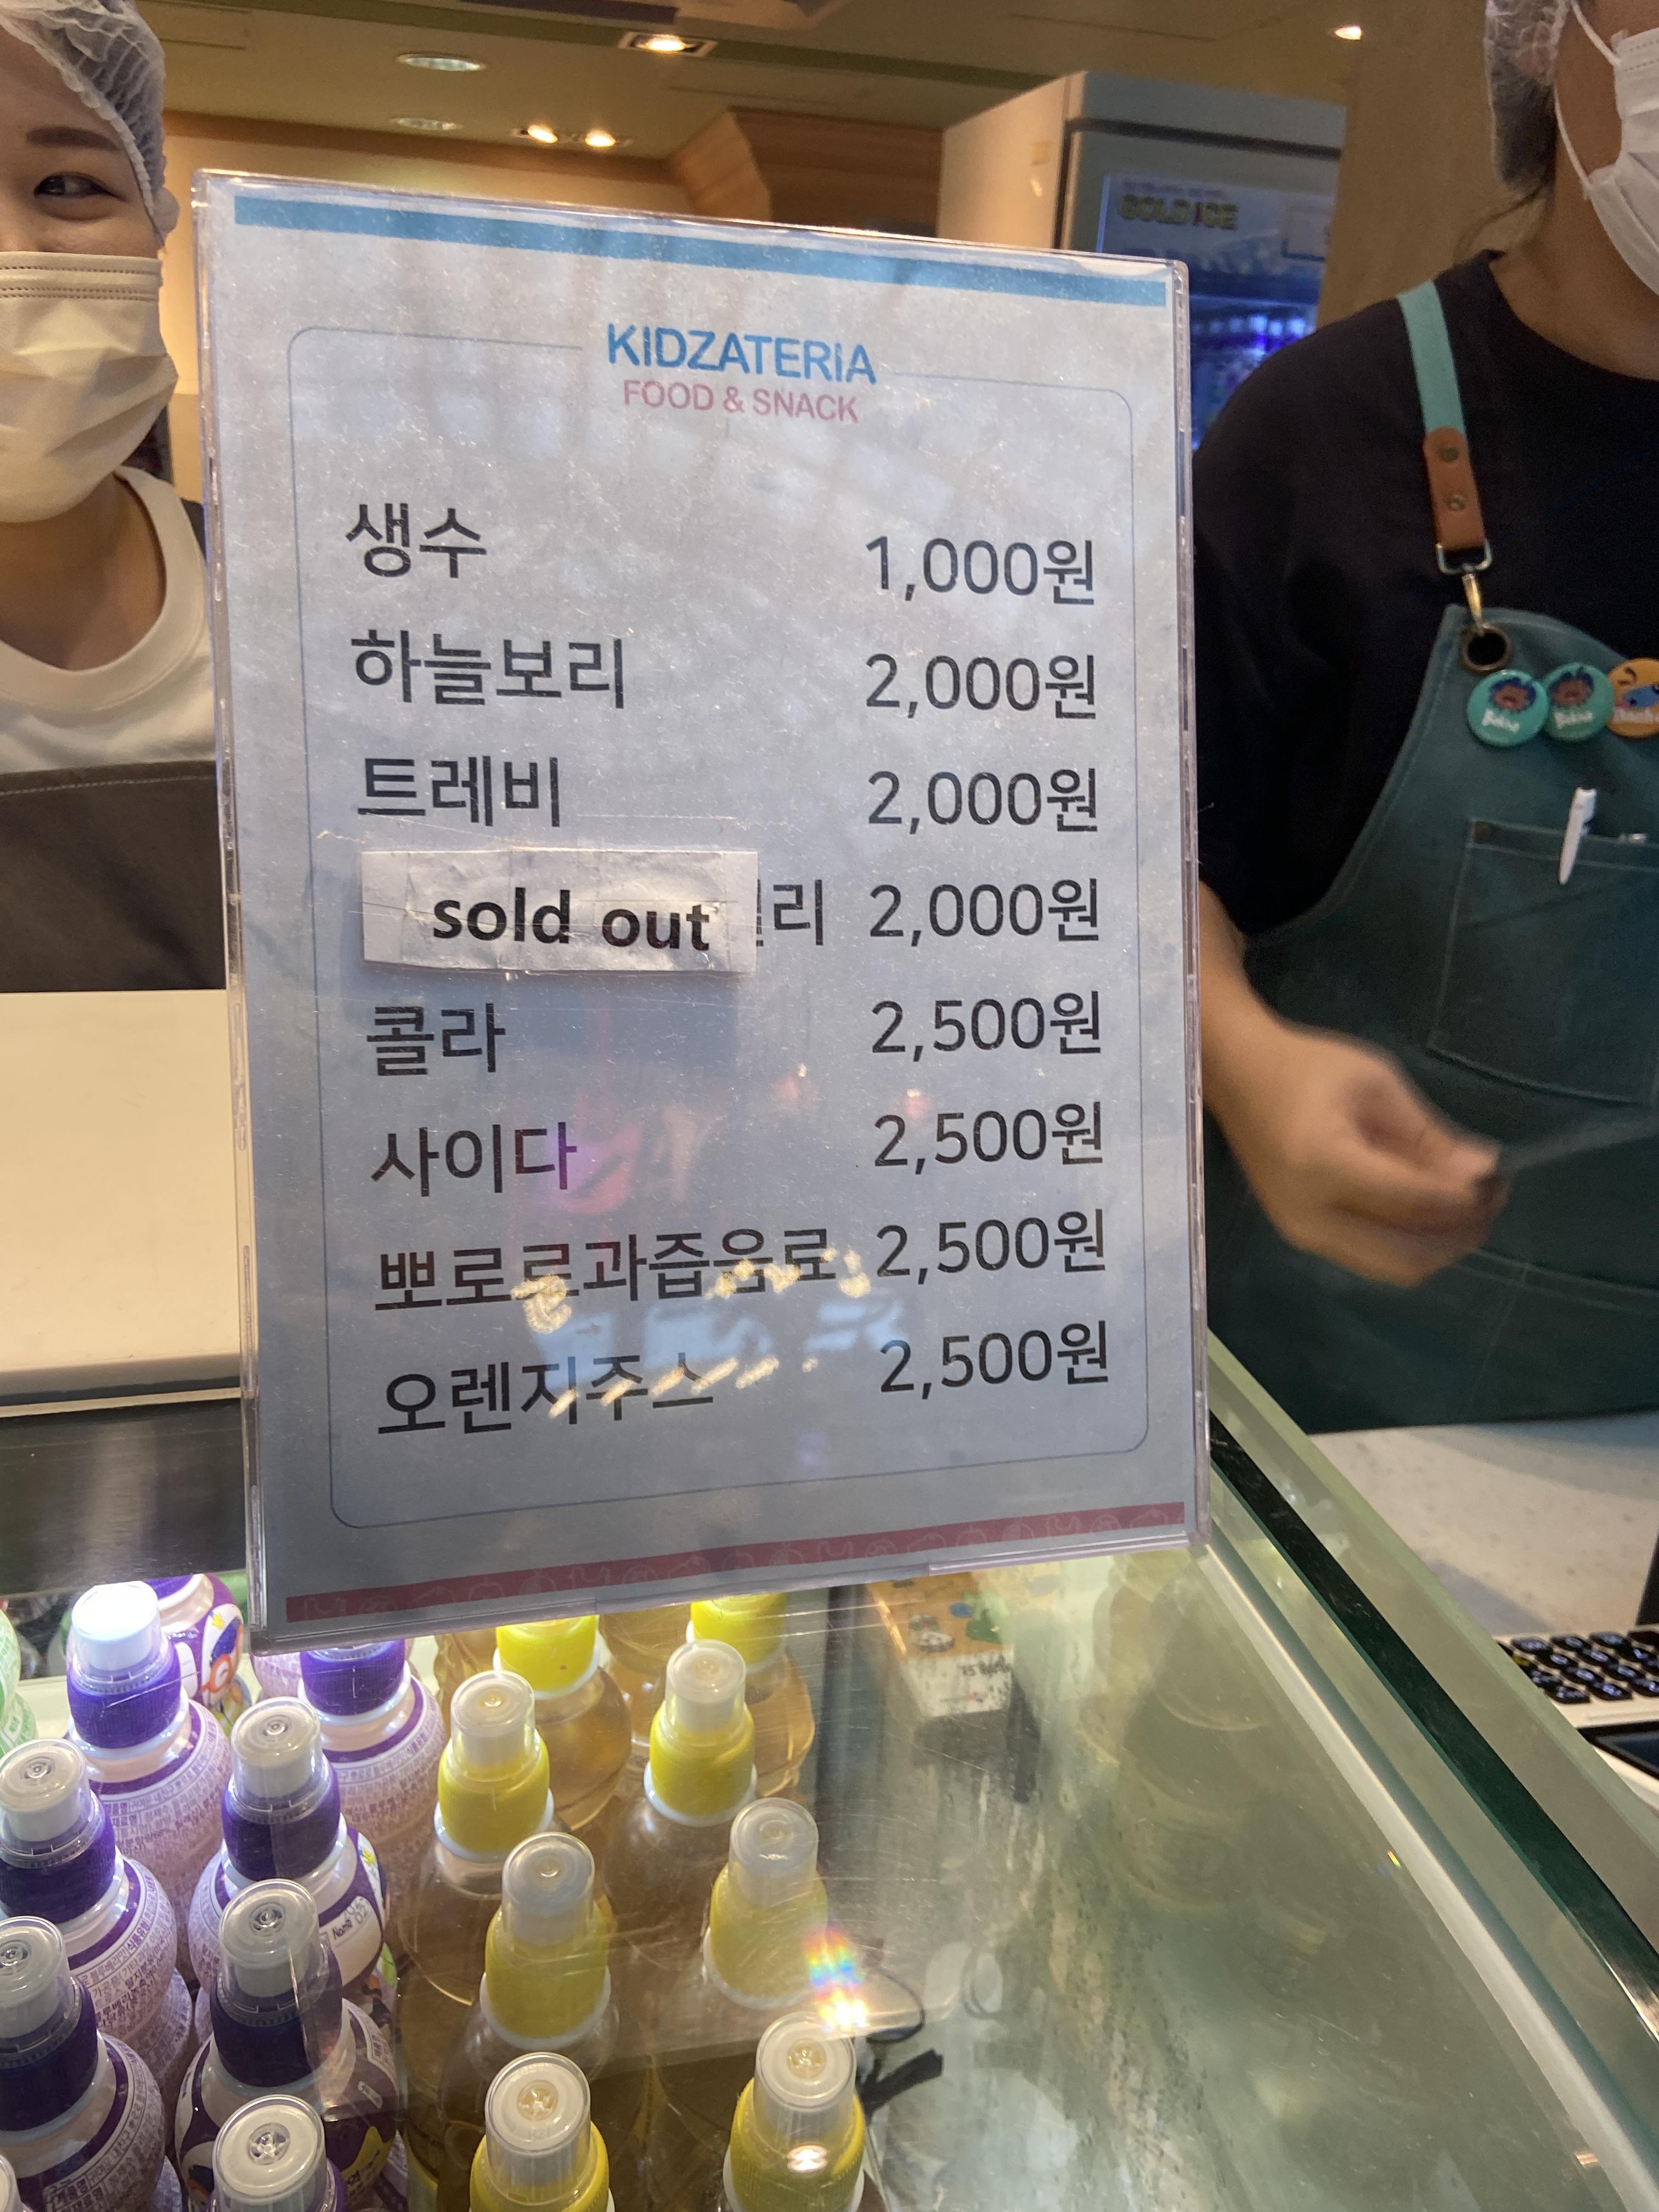 KIDZATERIA
FOOD & SNACK
생수 1,000원
하늘보리 2,000원
트레비 2,000원
sold out 리 2,000원
콜라 2,500원
사이다 2,500원
뽀로로과즙음료 2,500원
오렌지주스 2,500원
GOLD ICE
Name